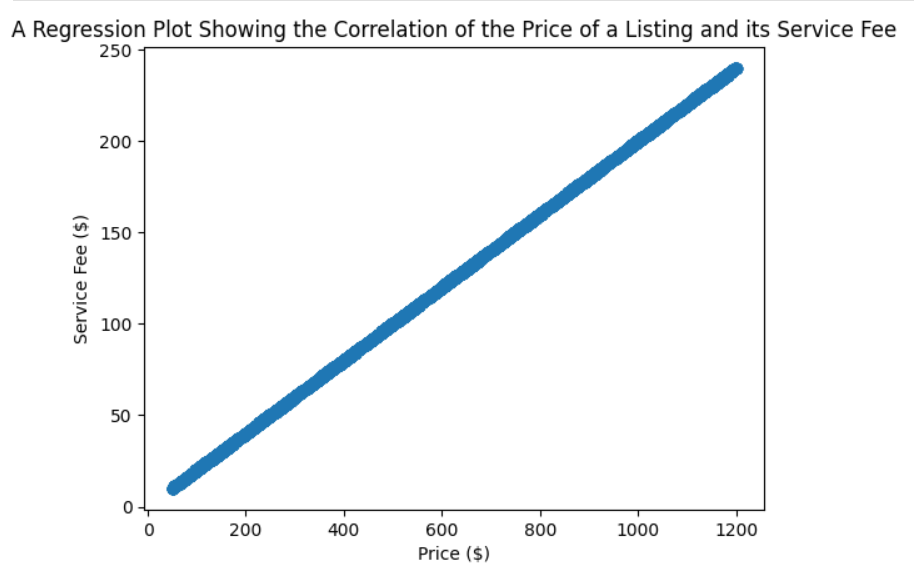 A Regression Plot Showing the Correlation of the Price of a Listing and its Service Fee
250
200
150
100
50
0
Service Fee ($)
0 200 400 600 800 1000 1200
Price ($)